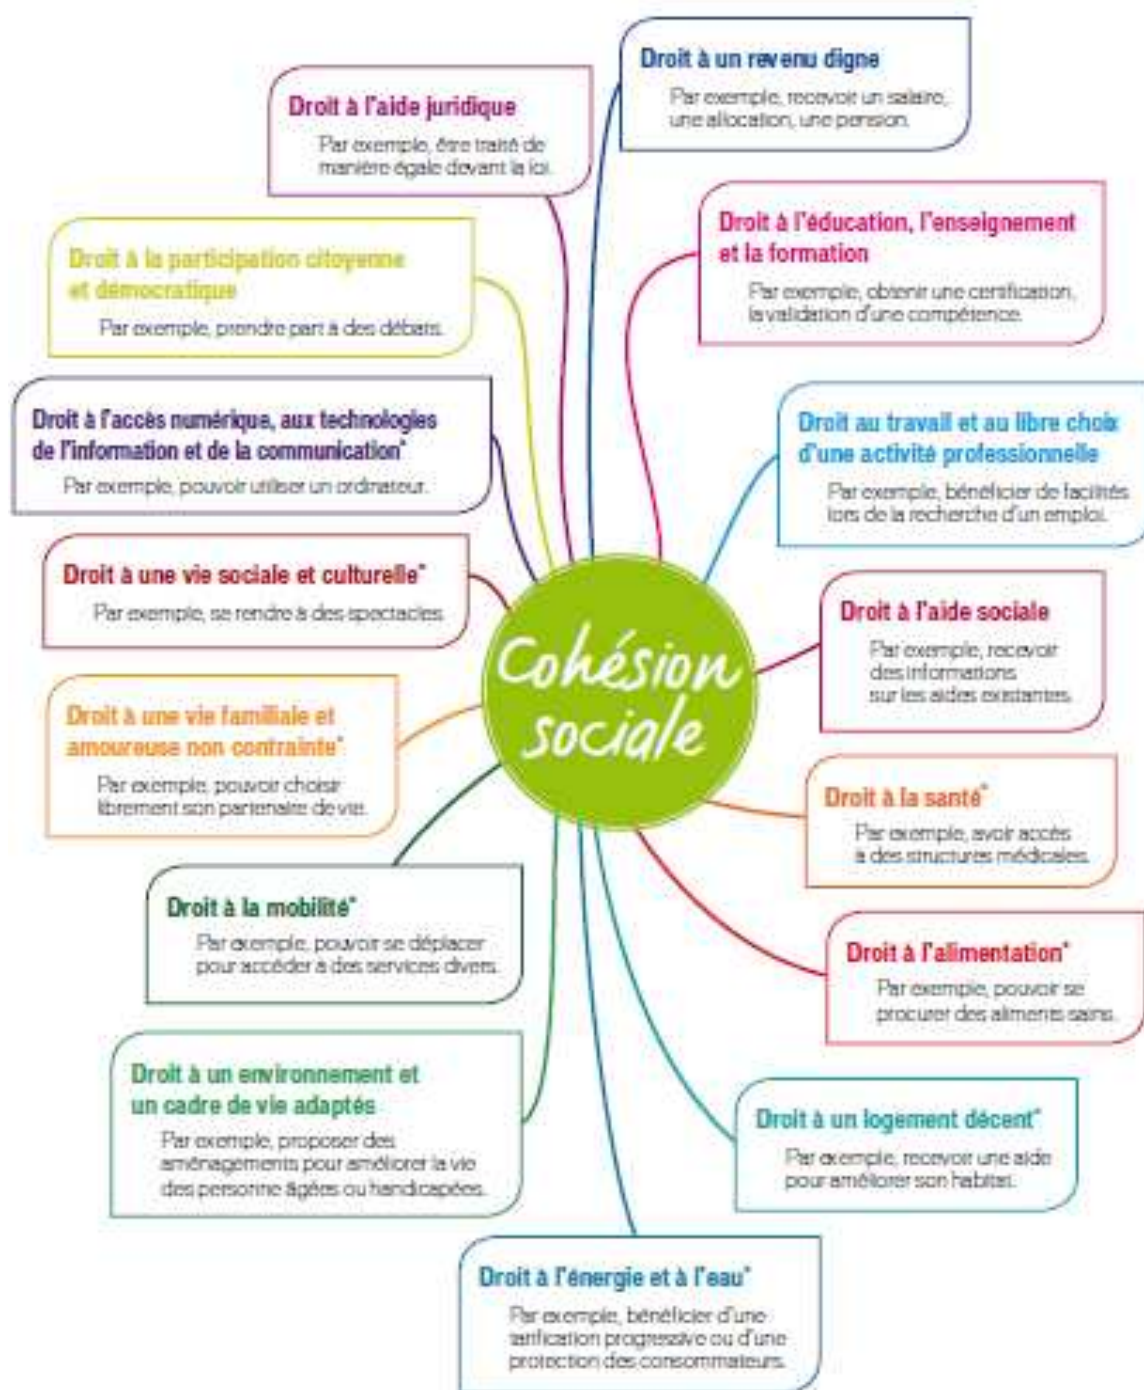 Droit à un revenu digne
Par exemple, recevoir un salaire,
une allocation, une pension.
Droit à l'aide juridique
Par exemple, être traité de
manière égale devant la loi.
Droit à l'éducation, l'enseignement
et la formation
Par exemple, obtenir une certification,
la validation d'une compétence.
Droit à la participation citoyenne
et démocratique
Par exemple, prendre part à des débats.
Droit à l'accès numérique, aux technologies
de l'information et de la communication*
Par exemple, pouvoir utiliser un ordinateur.
Droit au travail et au libre choix
d'une activité professionnelle
Par exemple, bénéficier de facilités
lors de la recherche d'un emploi.
Droit à une vie sociale et culturelle*
Par exemple, se rendre à des spectacles.
Droit à l'aide sociale
Par exemple, recevoir
des informations
sur les aides existantes.
Cohésion
sociale
Droit à une vie familiale et
amoureuse non contrainte*
Par exemple, pouvoir choisir
librement son partenaire de vie.
Droit à la santé*
Par exemple, avoir accès
à des structures médicales.
Droit à la mobilité*
Par exemple, pouvoir se déplacer
pour accéder à des services divers.
Droit à l'alimentation*
Par exemple, pouvoir se
procurer des aliments sains.
Droit à un environnement et
un cadre de vie adaptés
Par exemple, proposer des
aménagements pour améliorer la vie
des personne âgées ou handicapées.
Droit à un logement décent*
Par exemple, recevoir une aide
pour améliorer son habitat.
Droit à l'énergie et à l'eau*
Par exemple, bénéficier d'une
tarification progressive ou d'une
protection des consommateurs.